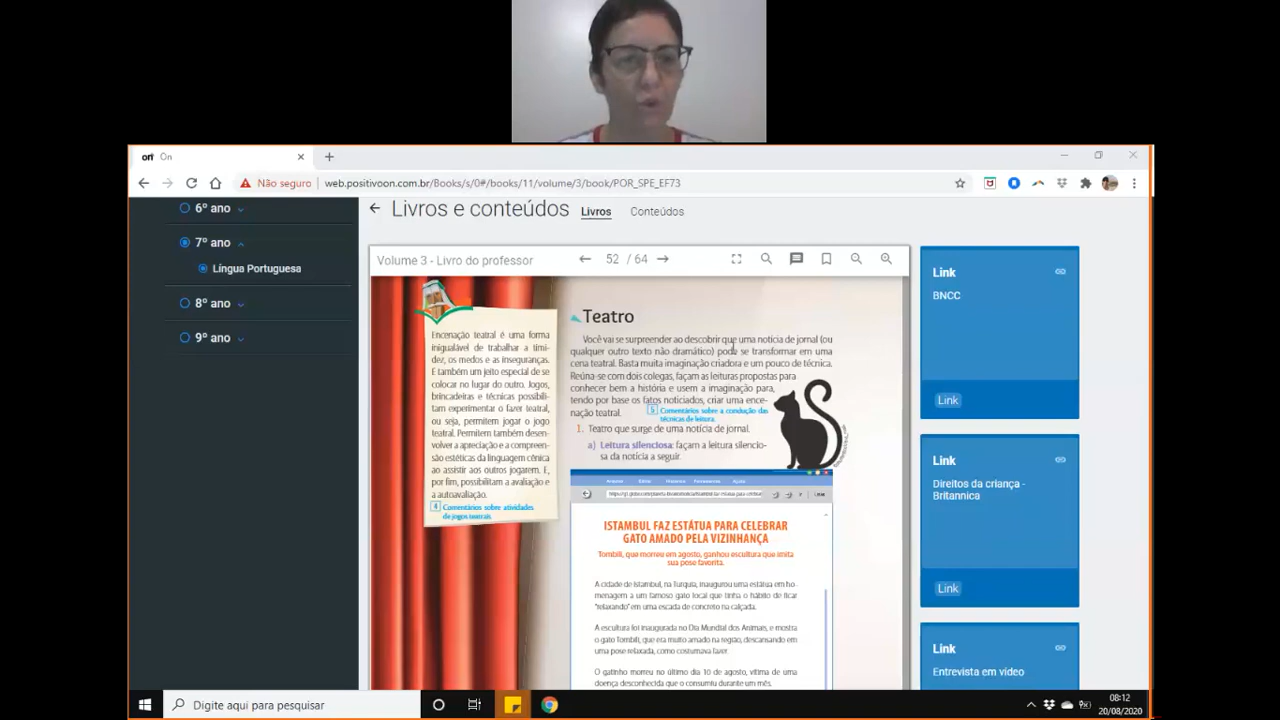 on
On
Não seguro
web.positivoon.com.br/Books/s/0#/books/11/volume/3/book/POR_SPE_EF73
6º ano
7º ano
Língua Portuguesa
8º ano
9º ano
Livros e conteúdos
Livros
Conteúdos
Volume 3 - Livro do professor
52 / 64
Encenação teatral é uma forma
inigualável de trabalhar a timi-
dez, os medos e as inseguranças.
É também um jeito especial de se
colocar no lugar do outro. Jogos,
brincadeiras e técnicas possibili-
tam experimentar o fazer teatral,
ou seja, permitem jogar o jogo
teatral. Permitem também desen-
volver a apreciação e a compreen-
são estéticas da linguagem cênica
ao assistir aos outros jogarem. E,
por fim, possibilitam a avaliação e
a autoavaliação.
4 Comentários sobre atividades
de jogos teatrais.
Teatro
Você vai se surpreender ao descobrir que uma notícia de jornal (ou
qualquer outro texto não dramático) pode se transformar em uma
cena teatral. Basta muita imaginação criadora e um pouco de técnica.
Reúna-se com dois colegas, façam as leituras propostas para
conhecer bem a história e usem a imaginação para,
tendo por base os fatos noticiados, criar uma ence-
nação teatral.
5 Comentários sobre a condução das
técnicas de leitura.
1. Teatro que surge de uma notícia de jornal.
a) Leitura silenciosa: façam a leitura silencio-
sa da notícia a seguir.
ISTAMBUL FAZ ESTÁTUA PARA CELEBRAR
GATO AMADO PELA VIZINHANÇA
Tombili, que morreu em agosto, ganhou escultura que imita
sua pose favorita.
A cidade de Istambul, na Turquia, inaugurou uma estátua em ho-
menagem a um famoso gato local que tinha o hábito de ficar
"relaxando" em uma escada de concreto na calçada.
A escultura foi inaugurada no Dia Mundial dos Animais, e mostra
o gato Tombili, que era muito amado na região, descansando em
uma pose relaxada, como costumava fazer.
O gatinho morreu no último dia 10 de agosto, vítima de uma
doença desconhecida que o consumiu durante um mês.
Link
BNCC
Link
Link
Direitos da criança -
Britannica
Link
Link
Entrevista em vídeo
Digite aqui para pesquisar
08:12
20/08/2020